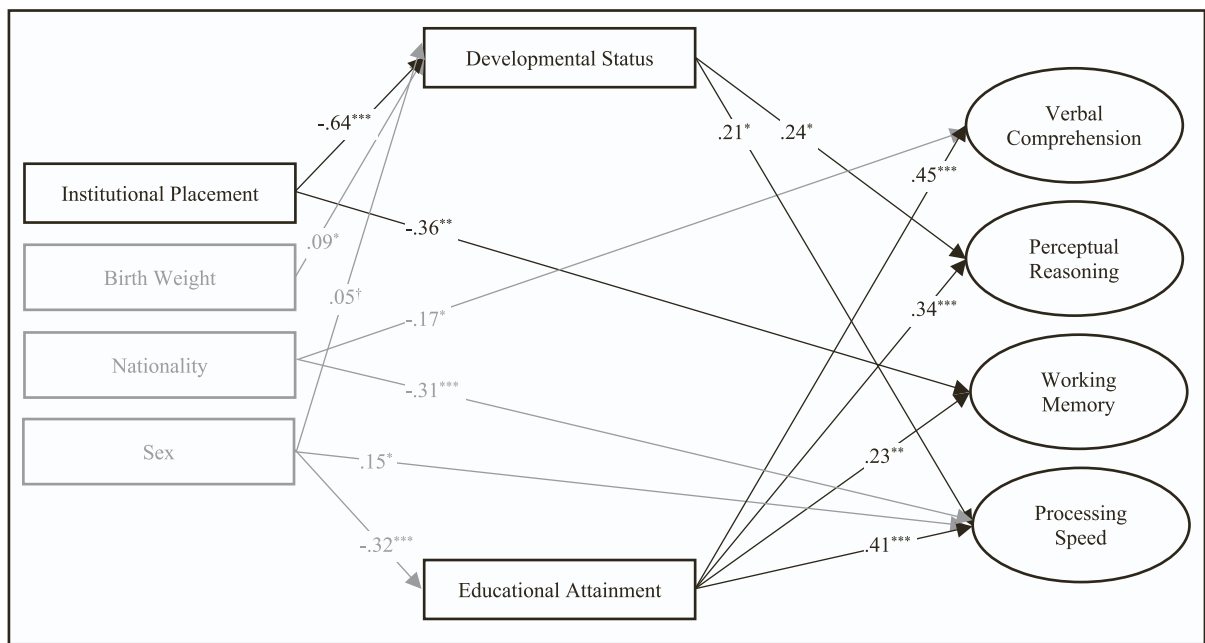 Developmental Status
Verbal
Comprehension
-.64***
.21*
.24*
.45***
Institutional Placement
-.36**
.09*
Perceptual
Reasoning
Birth Weight
.05†
.34***
-.17*
Nationality
-.31***
Working
Memory
Sex
.15*
.23**
Processing
Speed
-.32***
.41***
Educational Attainment